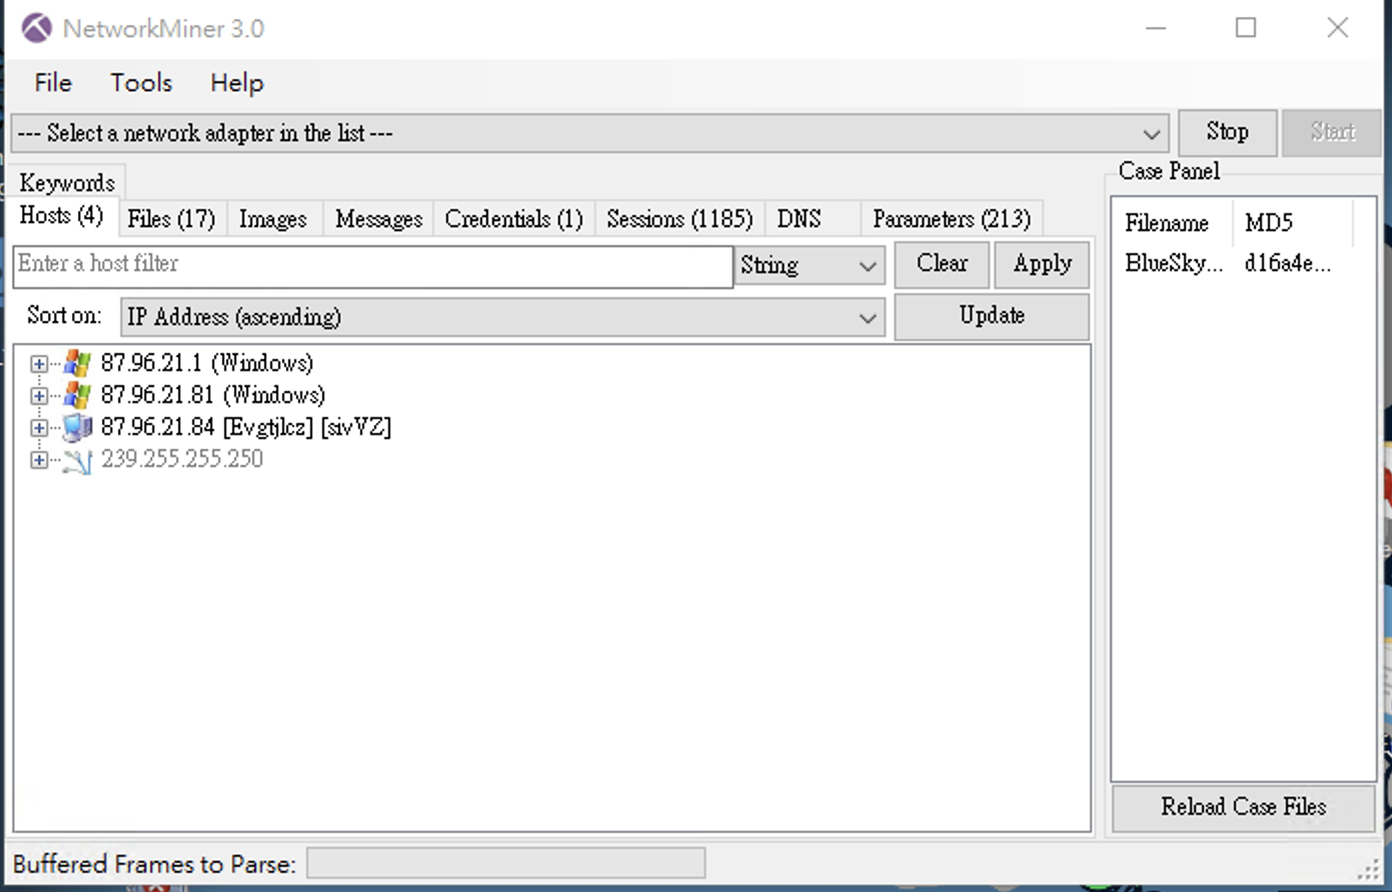 NetworkMiner 3.0
File Tools Help
--- Select a network adapter in the list --- Stop Start
Keywords
Case Panel
Hosts (4) Files (17) Images Messages Credentials (1) Sessions (1185) DNS Parameters (213)
Filename MD5
Enter a host filter String Clear Apply
BlueSky... d16a4e...
Sort on: IP Address (ascending) Update
87.96.21.1 (Windows)
87.96.21.81 (Windows)
87.96.21.84 [Evgtjlcz] [sivVZ]
239.255.255.250
Reload Case Files
Buffered Frames to Parse: